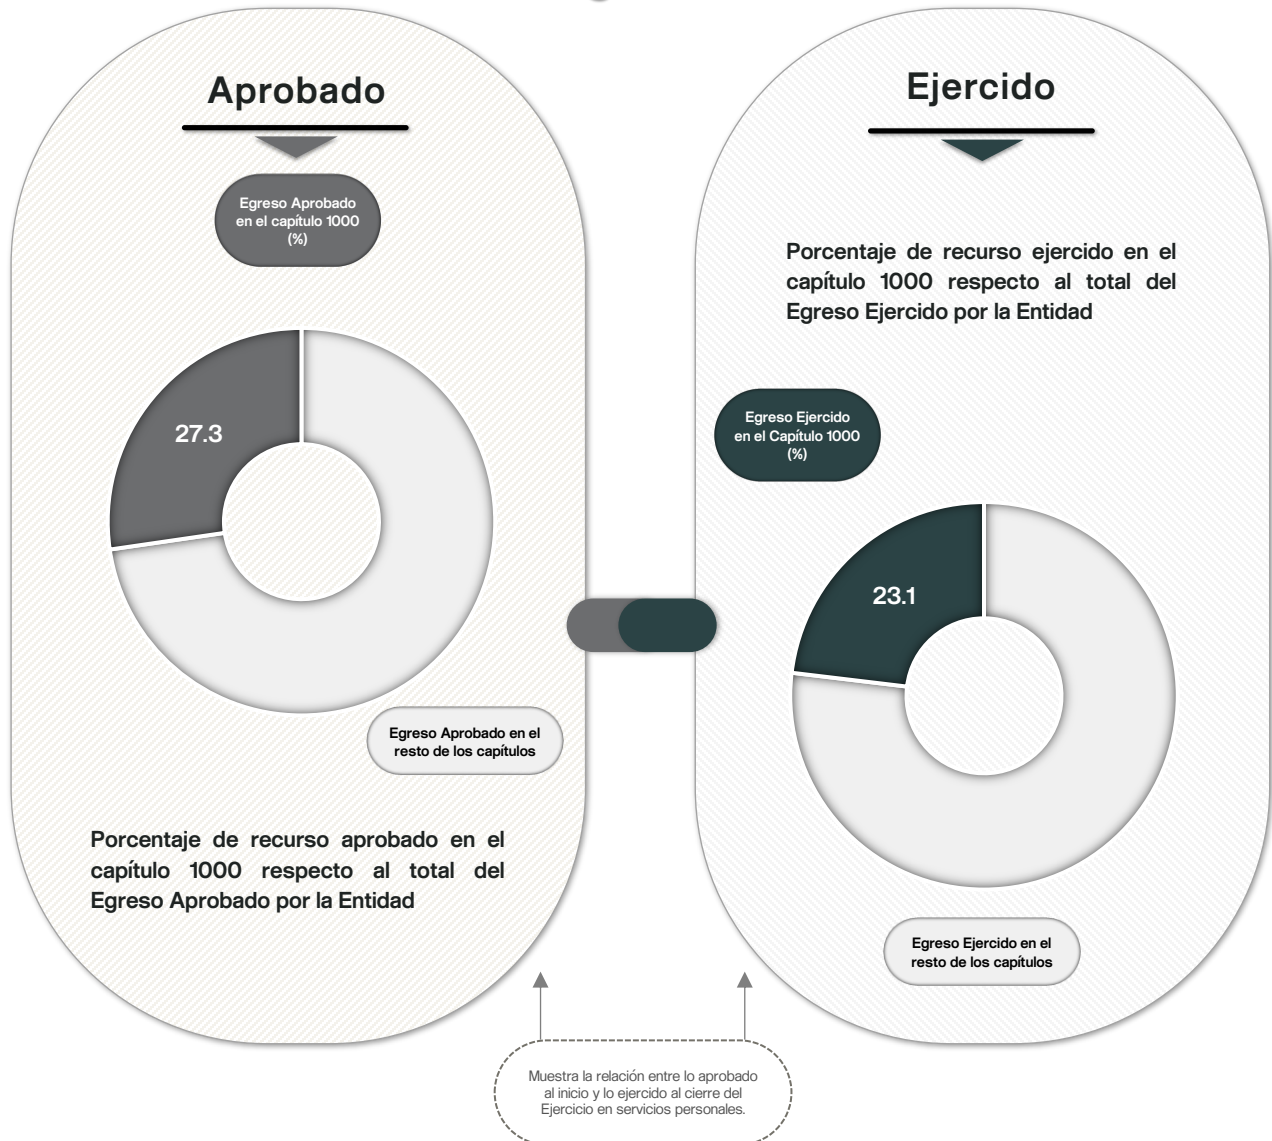 Aprobado
Egreso Aprobado
en el capítulo 1000
(%)
27.3
Egreso Aprobado en el
resto de los capítulos
Porcentaje de recurso aprobado en el
capítulo 1000 respecto al total del
Egreso Aprobado por la Entidad
Ejercido
Porcentaje de recurso ejercido en el
capítulo 1000 respecto al total del
Egreso Ejercido por la Entidad
Egreso Ejercido
en el Capítulo 1000
(%)
23.1
Egreso Ejercido en el
resto de los capítulos
Muestra la relación entre lo aprobado
al inicio y lo ejercido al cierre del
Ejercicio en servicios personales.